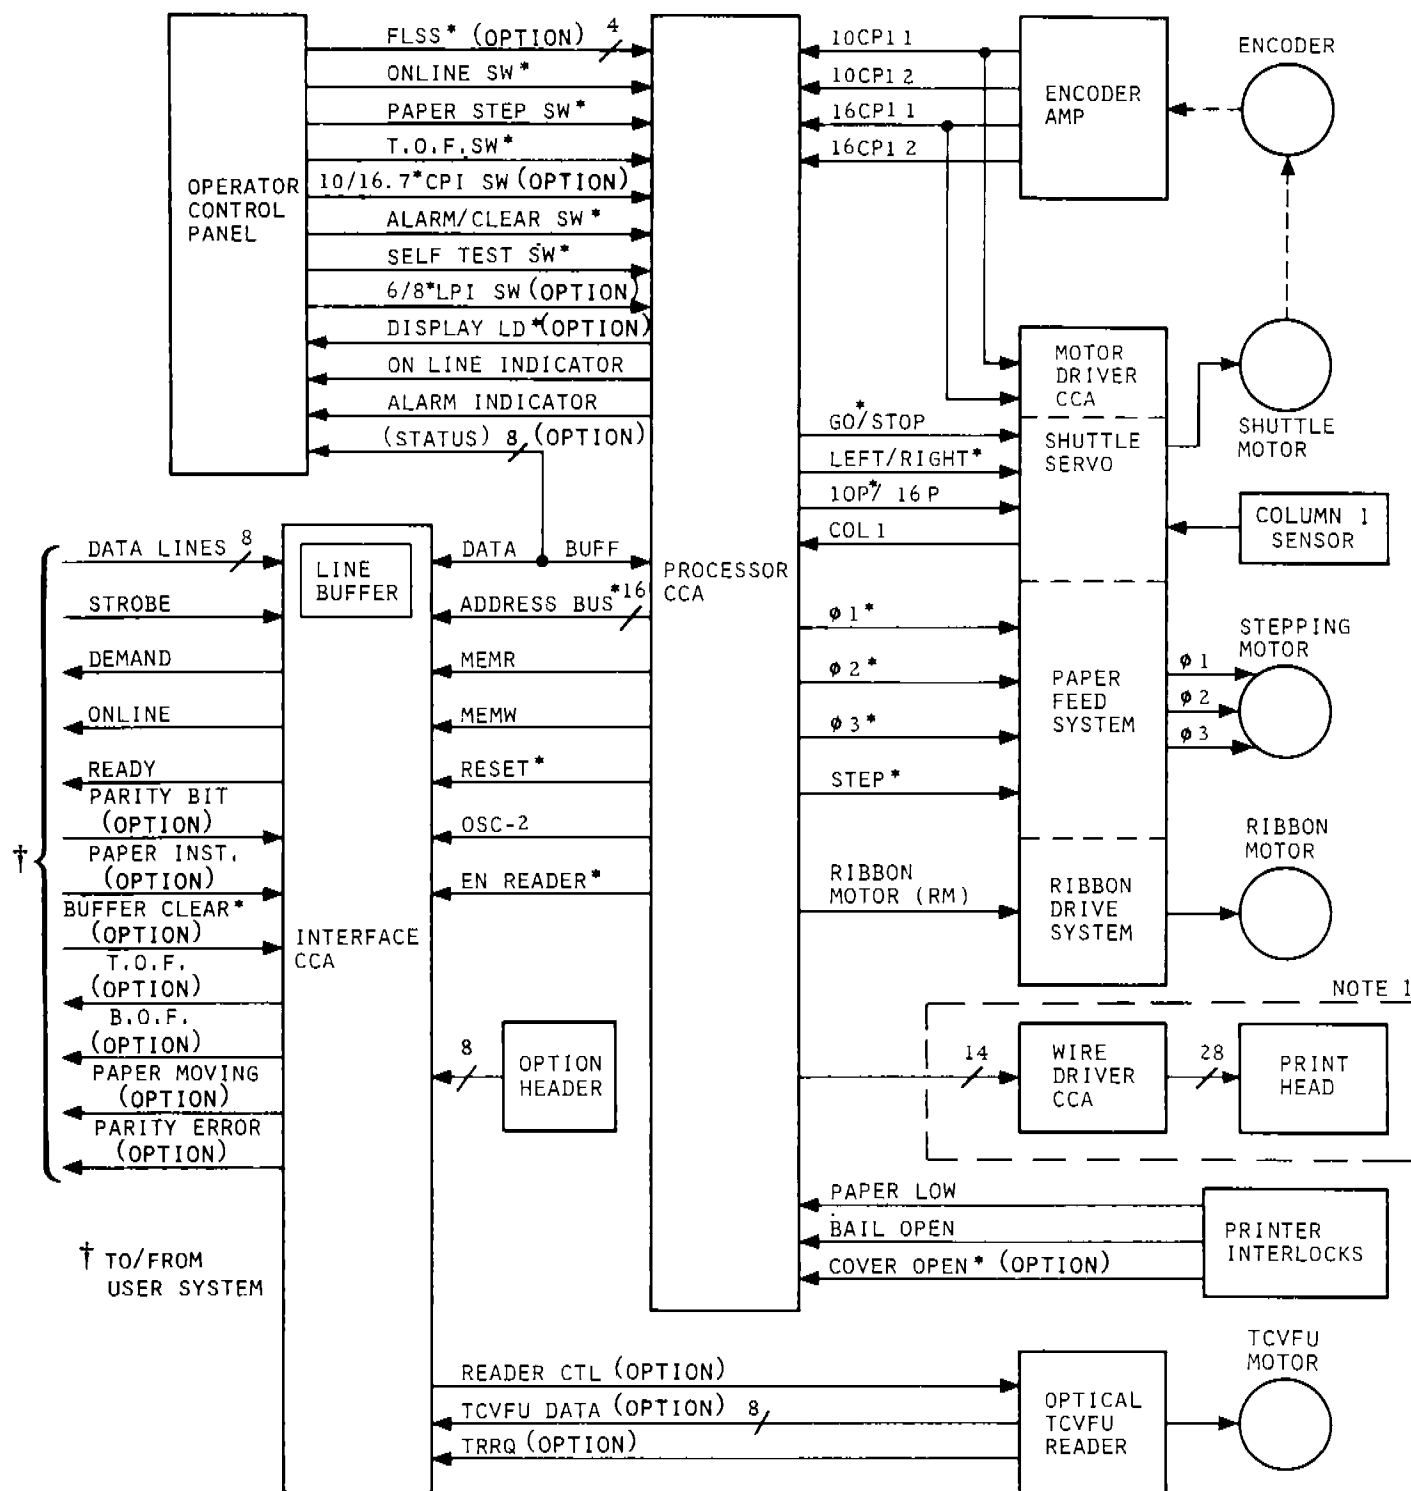 FLSS* (OPTION) 4
ONLINE SW*
PAPER STEP SW*
T.O.F.SW*
10/16.7*CPI SW (OPTION)
ALARM/CLEAR SW*
SELF TEST SW*
6/8*LPI SW (OPTION)
DISPLAY LD*(OPTION)
ON LINE INDICATOR
ALARM INDICATOR
(STATUS) 8 (OPTION)
OPERATOR
CONTROL
PANEL
10CPI 1
10CPI 2
16CPI 1
16CPI 2
ENCODER
AMP
ENCODER
MOTOR
DRIVER
CCA
SHUTTLE
SERVO
SHUTTLE
MOTOR
GO*/STOP
LEFT/RIGHT*
10P*/ 16P
COL 1
COLUMN 1
SENSOR
DATA LINES 8
STROBE
DEMAND
ONLINE
READY
PARITY BIT
(OPTION)
PAPER INST.
(OPTION)
BUFFER CLEAR*
(OPTION)
T.O.F.
(OPTION)
B.O.F.
(OPTION)
PAPER MOVING
(OPTION)
PARITY ERROR
(OPTION)
†
† TO/FROM
USER SYSTEM
LINE
BUFFER
INTERFACE
CCA
DATA BUFF
ADDRESS BUS*16
MEMR
MEMW
RESET*
OSC-2
EN READER*
8
OPTION
HEADER
PROCESSOR
CCA
ø 1*
ø 2*
ø 3*
STEP*
PAPER
FEED
SYSTEM
STEPPING
MOTOR
ø 1
ø 2
ø 3
RIBBON
MOTOR (RM)
RIBBON
DRIVE
SYSTEM
RIBBON
MOTOR
NOTE 1
14
WIRE
DRIVER
CCA
28
PRINT
HEAD
PAPER LOW
BAIL OPEN
COVER OPEN* (OPTION)
PRINTER
INTERLOCKS
READER CTL (OPTION)
TCVFU DATA (OPTION) 8
TRRQ (OPTION)
OPTICAL
TCVFU
READER
TCVFU
MOTOR